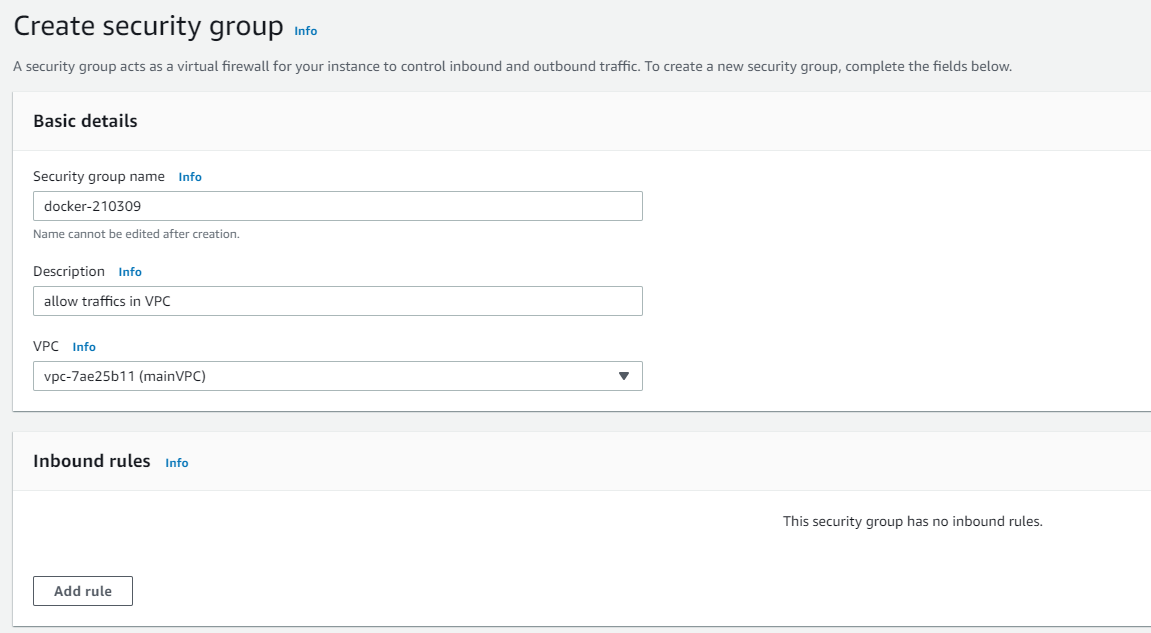 Create security group Info
A security group acts as a virtual firewall for your instance to control inbound and outbound traffic. To create a new security group, complete the fields below.
Basic details
Security group name Info
docker-210309
Name cannot be edited after creation.
Description Info
allow traffics in VPC
VPC Info
vpc-7ae25b11 (mainVPC)
Inbound rules Info
This security group has no inbound rules.
Add rule